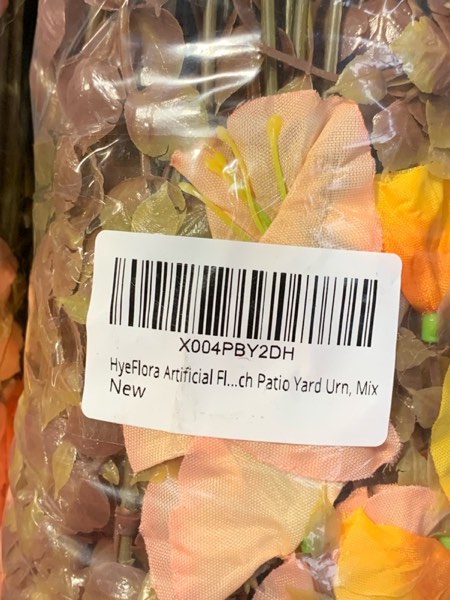 X004PBY2DH
HyeFlora Artificial Fl...ch Patio Yard Urn, Mix
New